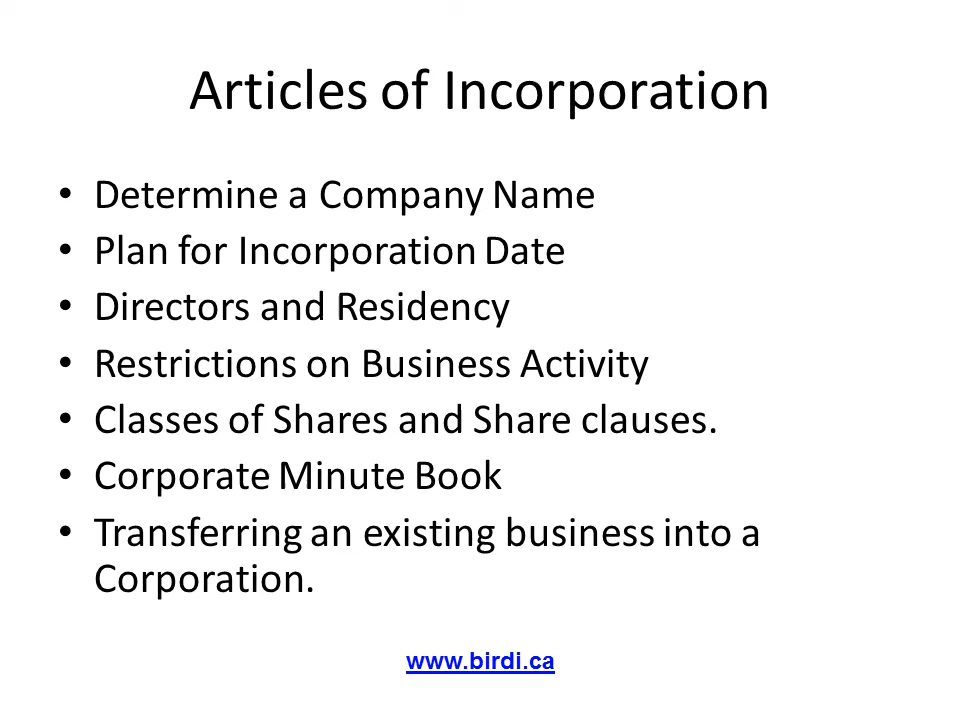 Articles of Incorporation
• Determine a Company Name
• Plan for Incorporation Date
• Directors and Residency
• Restrictions on Business Activity
• Classes of Shares and Share clauses.
• Corporate Minute Book
• Transferring an existing business into a
Corporation.
www.birdi.ca